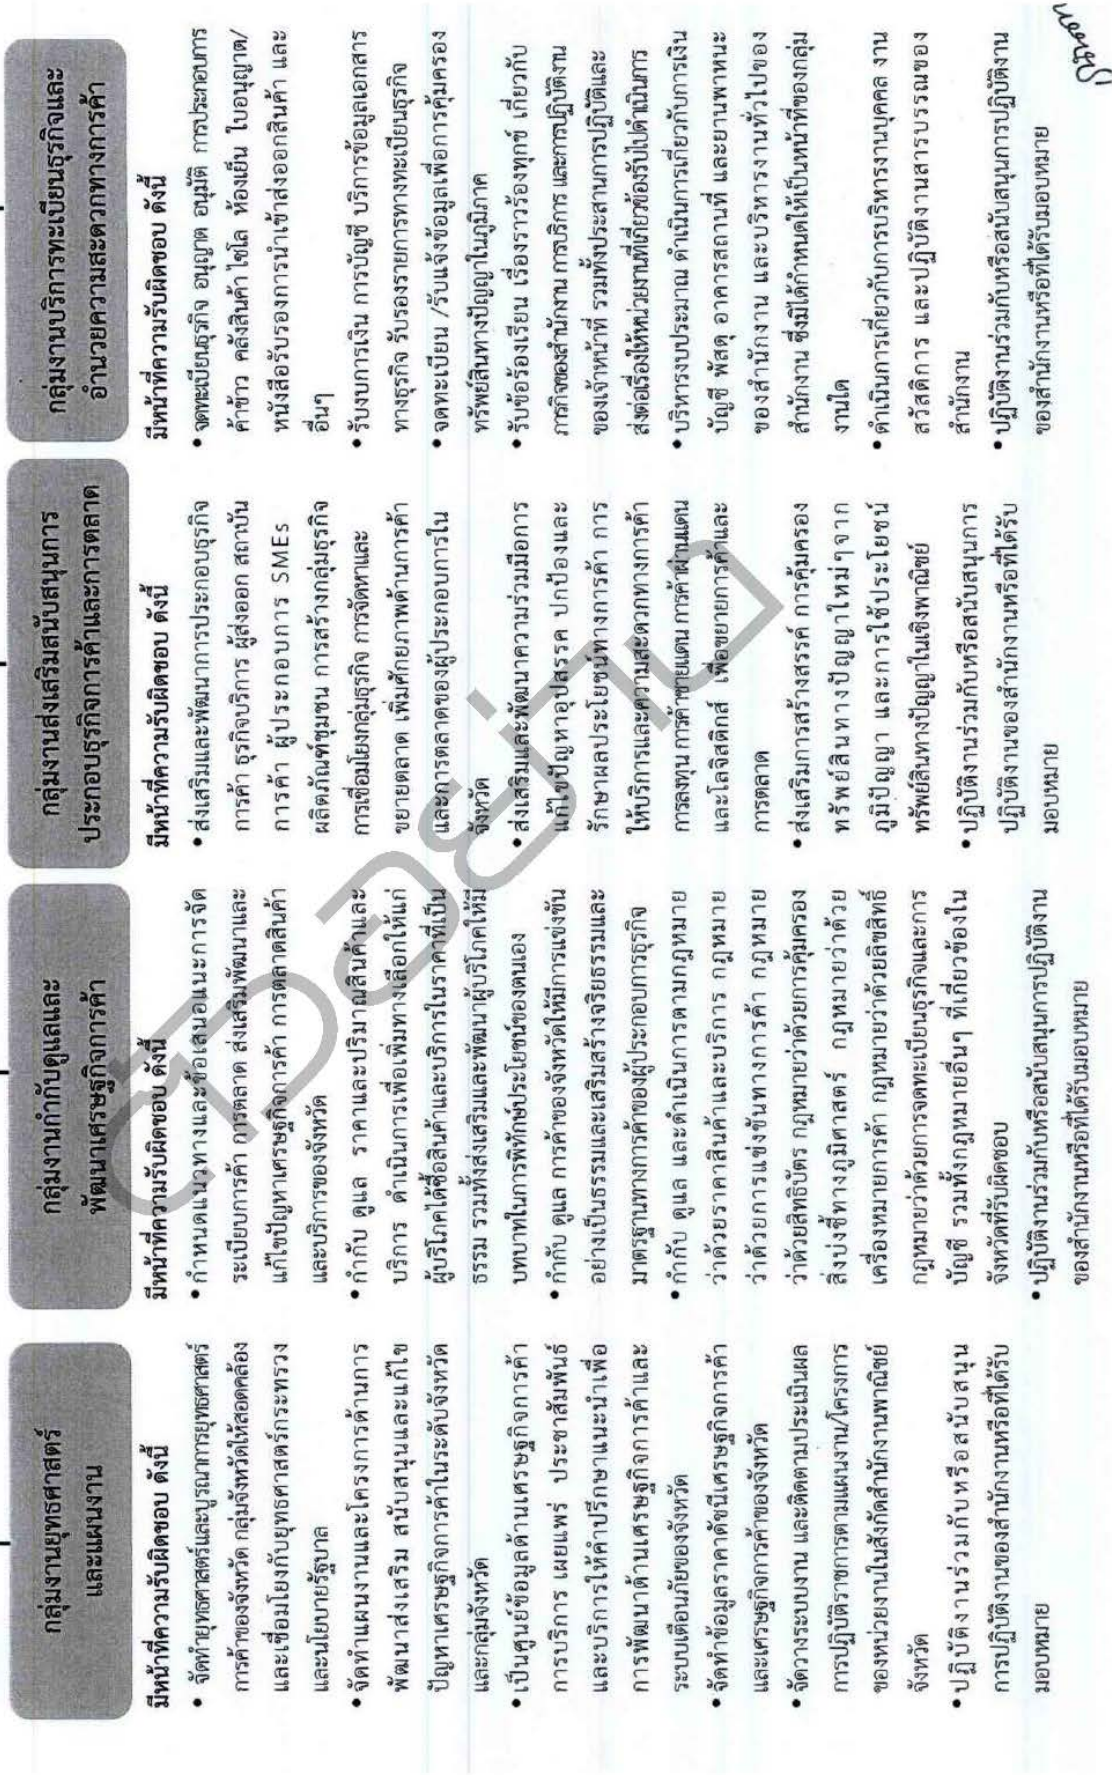 กลุ่มงานยุทธศาสตร์
และแผนงาน
มีหน้าที่ความรับผิดชอบ ดังนี้
• จัดทำยุทธศาสตร์และบูรณาการยุทธศาสตร์
การค้าของจังหวัด กลุ่มจังหวัดให้สอดคล้อง
และเชื่อมโยงกับยุทธศาสตร์กระทรวง
และนโยบายรัฐบาล
• จัดทำแผนงานและโครงการด้านการ
พัฒนาส่งเสริม สนับสนุนและแก้ไข
ปัญหาเศรษฐกิจการค้าในระดับจังหวัด
และกลุ่มจังหวัด
• เป็นศูนย์ข้อมูลด้านเศรษฐกิจการค้า
การบริการ เผยแพร่ ประชาสัมพันธ์
และบริการให้คำปรึกษาแนะนำเพื่อ
การพัฒนาด้านเศรษฐกิจการค้าและ
ระบบเตือนภัยของจังหวัด
• จัดทำข้อมูลราคาดัชนีเศรษฐกิจการค้า
และเศรษฐกิจการค้าของจังหวัด
• จัดวางระบบงาน และติดตามประเมินผล
การปฏิบัติราชการตามแผนงาน/โครงการ
ของหน่วยงานในสังกัดสำนักงานพาณิชย์
จังหวัด
• ปฏิบัติงานร่วมกับหรือสนับสนุน
การปฏิบัติงานของสำนักงานหรือที่ได้รับ
มอบหมาย
กลุ่มงานกำกับดูแลและ
พัฒนาเศรษฐกิจการค้า
มีหน้าที่ความรับผิดชอบ ดังนี้
• กำหนดแนวทางและข้อเสนอแนะการจัด
ระเบียบการค้า การตลาด ส่งเสริมพัฒนาและ
แก้ไขปัญหาเศรษฐกิจการค้า การตลาดสินค้า
และบริการของจังหวัด
• กำกับ ดูแล ราคาและปริมาณสินค้าและ
บริการ ดำเนินการเพื่อเพิ่มทางเลือกให้แก่
ผู้บริโภคได้ซื้อสินค้าและบริการในราคาที่เป็น
ธรรม รวมทั้งส่งเสริมและพัฒนาผู้บริโภคให้มี
บทบาทในการพิทักษ์ประโยชน์ของตนเอง
• กำกับ ดูแล การค้าของจังหวัดให้มีการแข่งขัน
อย่างเป็นธรรมและเสริมสร้างจริยธรรมและ
มาตรฐานทางการค้าของผู้ประกอบการธุรกิจ
• กำกับ ดูแล และดำเนินการตามกฎหมาย
ว่าด้วยราคาสินค้าและบริการ กฎหมาย
ว่าด้วยการแข่งขันทางการค้า กฎหมาย
ว่าด้วยสิทธิบัตร กฎหมายว่าด้วยการคุ้มครอง
สิ่งบ่งชี้ทางภูมิศาสตร์ กฎหมายว่าด้วย
เครื่องหมายการค้า กฎหมายว่าด้วยลิขสิทธิ์
กฎหมายว่าด้วยการจดทะเบียนธุรกิจและการ
บัญชี รวมทั้งกฎหมายอื่นๆ ที่เกี่ยวข้องใน
จังหวัดที่รับผิดชอบ
• ปฏิบัติงานร่วมกับหรือสนับสนุนการปฏิบัติงาน
ของสำนักงานหรือที่ได้รับมอบหมาย
กลุ่มงานส่งเสริมสนับสนุนการ
ประกอบธุรกิจการค้าและการตลาด
มีหน้าที่ความรับผิดชอบ ดังนี้
• ส่งเสริมและพัฒนาการประกอบธุรกิจ
การค้า ธุรกิจบริการ ผู้ส่งออก สถาบัน
การค้า ผู้ประกอบการ SMEs
ผลิตภัณฑ์ชุมชน การสร้างกลุ่มธุรกิจ
การเชื่อมโยงกลุ่มธุรกิจ การจัดหาและ
ขยายตลาด เพิ่มศักยภาพด้านการค้า
และการตลาดของผู้ประกอบการใน
จังหวัด
• ส่งเสริมและพัฒนาความร่วมมือการ
แก้ไขปัญหาอุปสรรค ปกป้องและ
รักษาผลประโยชน์ทางการค้า การ
ให้บริการและความสะดวกทางการค้า
การลงทุน การค้าชายแดน การค้าผ่านแดน
และโลจิสติกส์ เพื่อขยายการค้าและ
การตลาด
• ส่งเสริมการสร้างสรรค์ การคุ้มครอง
ทรัพย์สินทางปัญญาใหม่ๆจาก
ภูมิปัญญา และการใช้ประโยชน์
ทรัพย์สินทางปัญญาในเชิงพาณิชย์
• ปฏิบัติงานร่วมกับหรือสนับสนุนการ
ปฏิบัติงานของสำนักงานหรือที่ได้รับ
มอบหมาย
กลุ่มงานบริการทะเบียนธุรกิจและ
อำนวยความสะดวกทางการค้า
มีหน้าที่ความรับผิดชอบ ดังนี้
• จดทะเบียนธุรกิจ อนุญาต อนุมัติ การประกอบการ
ค้าข้าว คลังสินค้า ไซโล ห้องเย็น ใบอนุญาต/
หนังสือรับรองการนำเข้าส่งออกสินค้า และ
อื่นๆ
• รับงบการเงิน การบัญชี บริการข้อมูลเอกสาร
ทางธุรกิจ รับรองรายการทางทะเบียนธุรกิจ
• จดทะเบียน /รับแจ้งข้อมูลเพื่อการคุ้มครอง
ทรัพย์สินทางปัญญาในภูมิภาค
• รับข้อร้องเรียน เรื่องราวร้องทุกข์ เกี่ยวกับ
ภารกิจของสำนักงาน การบริการ และการปฏิบัติงาน
ของเจ้าหน้าที่ รวมทั้งประสานการปฏิบัติและ
ส่งต่อเรื่องให้หน่วยงานที่เกี่ยวข้องรับไปดำเนินการ
• บริหารงบประมาณ ดำเนินการเกี่ยวกับการเงิน
บัญชี พัสดุ อาคารสถานที่ และยานพาหนะ
ของสำนักงาน และบริหารงานทั่วไปของ
สำนักงาน ซึ่งมิได้กำหนดให้เป็นหน้าที่ของกลุ่ม
งานใด
• ดำเนินการเกี่ยวกับการบริหารงานบุคคล งาน
สวัสดิการ และปฏิบัติงานสารบรรณของ
สำนักงาน
• ปฏิบัติงานร่วมกับหรือสนับสนุนการปฏิบัติงาน
ของสำนักงานหรือที่ได้รับมอบหมาย
ตัวอย่าง